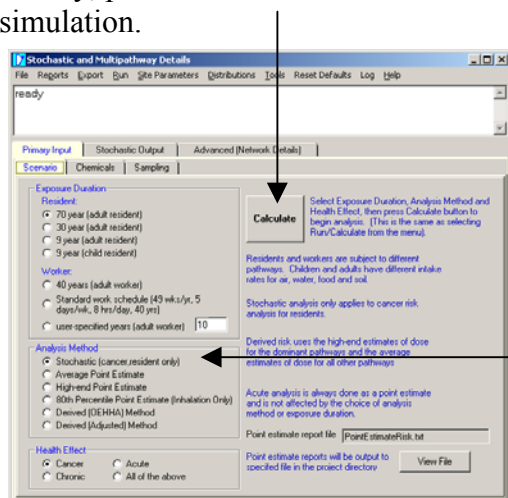 simulation.
Stochastic and Multipathway Details
File Reports Export Run Site Parameters Distributions Tools Reset Defaults Log Help
ready
Primary Input Stochastic Output Advanced (Network Details)
Scenario Chemicals Sampling
Exposure Duration
Resident:
70 year (adult resident)
30 year (adult resident)
9 year (adult resident)
9 year (child resident)
Worker:
40 years (adult worker)
Standard work schedule (49 wks/yr, 5
days/wk, 8 hrs/day, 40 yrs)
user-specified years (adult worker) 10
Analysis Method
Stochastic (cancer,resident only)
Average Point Estimate
High-end Point Estimate
80th Percentile Point Estimate (Inhalation Only)
Derived (OEHHA) Method
Derived (Adjusted) Method
Health Effect
Cancer Acute
Chronic All of the above
Calculate
Select Exposure Duration, Analysis Method and
Health Effect, then press Calculate button to
begin analysis. (This is the same as selecting
Run/Calculate from the menu).
Residents and workers are subject to different
pathways. Children and adults have different intake
rates for air, water, food and soil.
Stochastic analysis only applies to cancer risk
analysis for residents.
Derived risk uses the high-end estimates of dose
for the dominant pathways and the average
estimates of dose for all other pathways
Acute analysis is always done as a point estimate
and is not affected by the choice of analysis
method or exposure duration.
Point estimate report file PointEstimateRisk.txt
Point estimate reports will be output to
specifed file in the project directory
View File